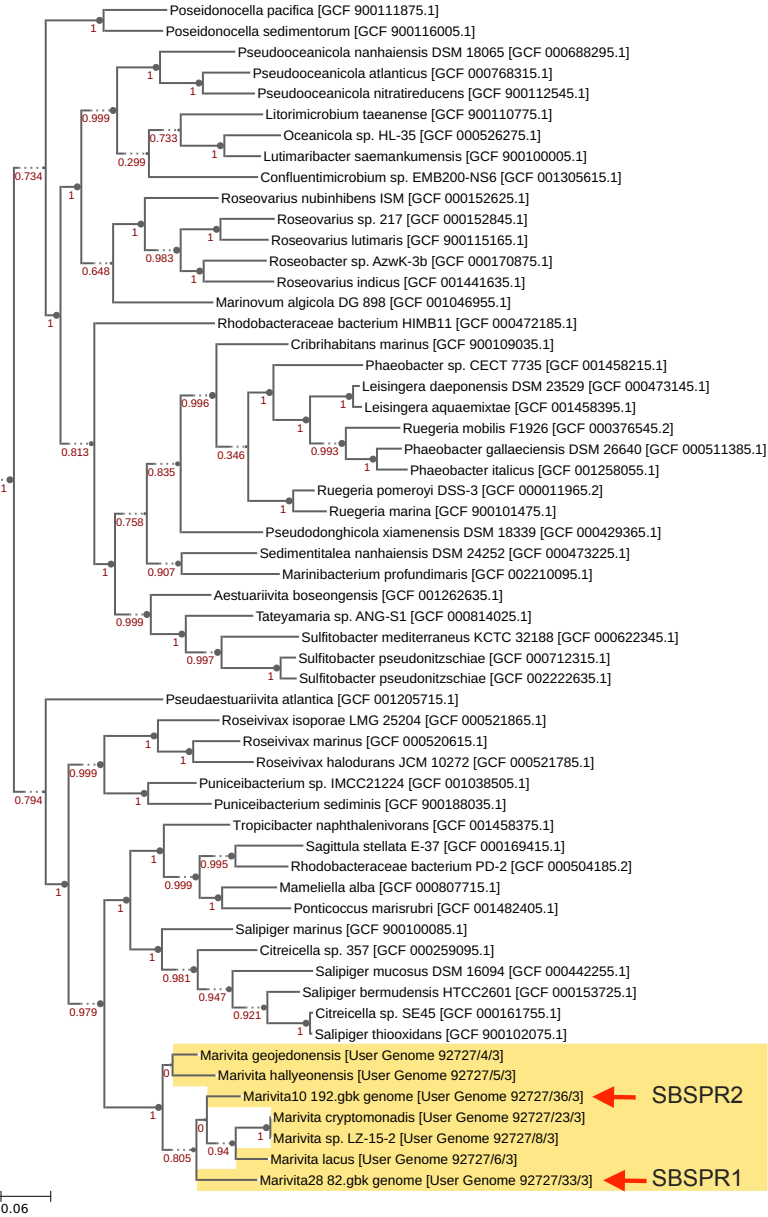 Poseidonocella pacifica [GCF 900111875.1]
1
Poseidonocella sedimentorum [GCF 900116005.1]
Pseudooceanicola nanhaiensis DSM 18065 [GCF 000688295.1]
1
Pseudooceanicola atlanticus [GCF 000768315.1]
1
Pseudooceanicola nitratireducens [GCF 900112545.1]
0.999
Litorimicrobium taeanense [GCF 900110775.1]
0.733
Oceanicola sp. HL-35 [GCF 000526275.1]
1
Lutimaribacter saemankumensis [GCF 900100005.1]
0.299
Confluentimicrobium sp. EMB200-NS6 [GCF 001305615.1]
0.734
1
Roseovarius nubinhibens ISM [GCF 000152625.1]
1
Roseovarius sp. 217 [GCF 000152845.1]
1
Roseovarius lutimaris [GCF 900115165.1]
0.983
Roseobacter sp. AzwK-3b [GCF 000170875.1]
0.648
1
Roseovarius indicus [GCF 001441635.1]
Marinovum algicola DG 898 [GCF 001046955.1]
1
Rhodobacteraceae bacterium HIMB11 [GCF 000472185.1]
Cribrihabitans marinus [GCF 900109035.1]
Phaeobacter sp. CECT 7735 [GCF 001458215.1]
Leisingera daeponensis DSM 23529 [GCF 000473145.1]
0.996
1
1
Leisingera aquaemixtae [GCF 001458395.1]
1
Ruegeria mobilis F1926 [GCF 000376545.2]
0.993
0.813
0.346
Phaeobacter gallaeciensis DSM 26640 [GCF 000511385.1]
1
Phaeobacter italicus [GCF 001258055.1]
0.835
1
Ruegeria pomeroyi DSS-3 [GCF 000011965.2]
1
Ruegeria marina [GCF 900101475.1]
0.758
Pseudodonghicola xiamenensis DSM 18339 [GCF 000429365.1]
Sedimentitalea nanhaiensis DSM 24252 [GCF 000473225.1]
1
0.907
Marinibacterium profundimaris [GCF 002210095.1]
Aestuariivita boseongensis [GCF 001262635.1]
0.999
Tateyamaria sp. ANG-S1 [GCF 000814025.1]
1
Sulfitobacter mediterraneus KCTC 32188 [GCF 000622345.1]
0.997
Sulfitobacter pseudonitzschiae [GCF 000712315.1]
1
Sulfitobacter pseudonitzschiae [GCF 002222635.1]
Pseudaestuariivita atlantica [GCF 001205715.1]
Roseivivax isoporae LMG 25204 [GCF 000521865.1]
1
Roseivivax marinus [GCF 000520615.1]
1
Roseivivax halodurans JCM 10272 [GCF 000521785.1]
0.999
Puniceibacterium sp. IMCC21224 [GCF 001038505.1]
0.794
1
Puniceibacterium sediminis [GCF 900188035.1]
Tropicibacter naphthalenivorans [GCF 001458375.1]
Sagittula stellata E-37 [GCF 000169415.1]
1
0.995
Rhodobacteraceae bacterium PD-2 [GCF 000504185.2]
0.999
1
Mameliella alba [GCF 000807715.1]
1
1
Ponticoccus marisrubri [GCF 001482405.1]
Salipiger marinus [GCF 900100085.1]
1
Citreicella sp. 357 [GCF 000259095.1]
0.981
Salipiger mucosus DSM 16094 [GCF 000442255.1]
0.947
Salipiger bermudensis HTCC2601 [GCF 000153725.1]
0.979
0.921
Citreicella sp. SE45 [GCF 000161755.1]
1
Salipiger thiooxidans [GCF 900102075.1]
Marivita geojedonensis [User Genome 92727/4/3]
0
Marivita hallyeonensis [User Genome 92727/5/3]
Marivita10 192.gbk genome [User Genome 92727/36/3]
SBSPR2
1
Marivita cryptomonadis [User Genome 92727/23/3]
0
1
Marivita sp. LZ-15-2 [User Genome 92727/8/3]
0.94
0.805
Marivita lacus [User Genome 92727/6/3]
Marivita28 82.gbk genome [User Genome 92727/33/3]
SBSPR1
0.06